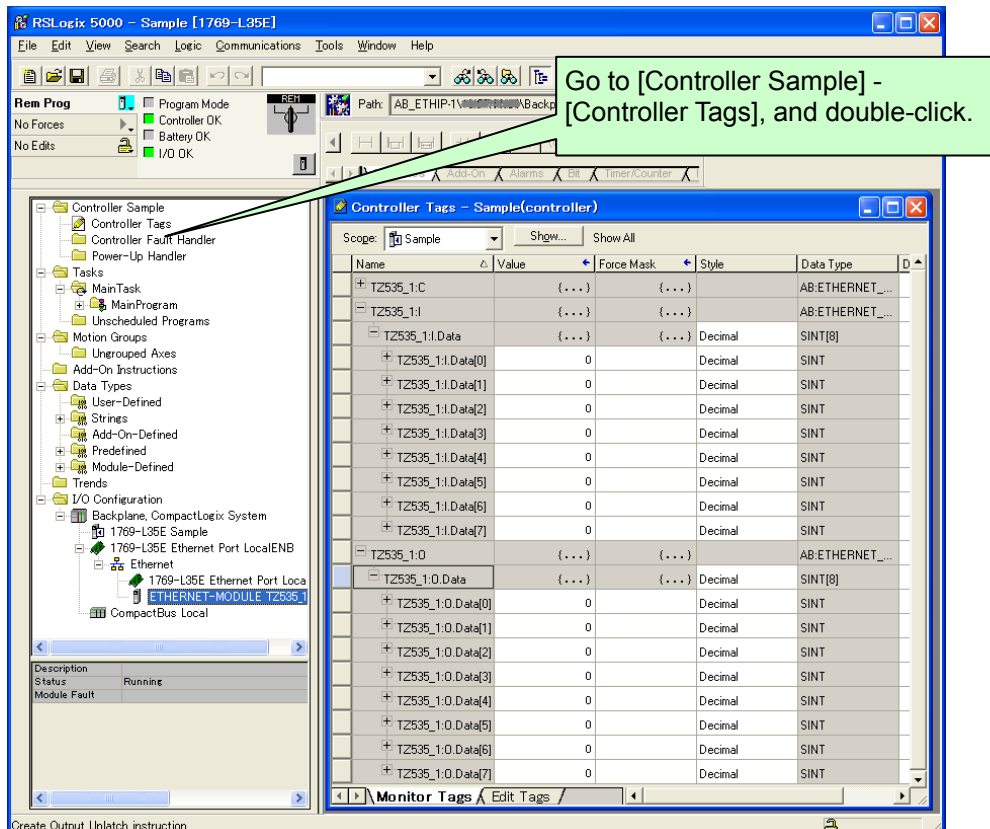 RSLogix 5000 - Sample [1769-L35E]
File Edit View Search Logic Communications Tools Window Help
Go to [Controller Sample] -
[Controller Tags], and double-click.
Rem Prog
Program Mode
No Forces
Controller OK
Battery OK
No Edits
I/O OK
REM
Path: AB_ETHIP-1\
Add-On Alarms Bit Timer/Counter
Controller Sample
Controller Tags
Controller Fault Handler
Power-Up Handler
Tasks
MainTask
MainProgram
Unscheduled Programs
Motion Groups
Ungrouped Axes
Add-On Instructions
Data Types
User-Defined
Strings
Add-On-Defined
Predefined
Module-Defined
Trends
I/O Configuration
Backplane, CompactLogix System
1769-L35E Sample
1769-L35E Ethernet Port LocalENB
Ethernet
1769-L35E Ethernet Port Loca
ETHERNET-MODULE TZ535_1
CompactBus Local
Description
Status Running
Module Fault
Controller Tags - Sample(controller)
Scope: Sample Show... Show All
Name Value Force Mask Style Data Type D
TZ535_1:C {...} {...} AB:ETHERNET_...
TZ535_1:I {...} {...} AB:ETHERNET_...
TZ535_1:I.Data {...} {...} Decimal SINT[8]
TZ535_1:I.Data[0] 0 Decimal SINT
TZ535_1:I.Data[1] 0 Decimal SINT
TZ535_1:I.Data[2] 0 Decimal SINT
TZ535_1:I.Data[3] 0 Decimal SINT
TZ535_1:I.Data[4] 0 Decimal SINT
TZ535_1:I.Data[5] 0 Decimal SINT
TZ535_1:I.Data[6] 0 Decimal SINT
TZ535_1:I.Data[7] 0 Decimal SINT
TZ535_1:O {...} {...} AB:ETHERNET_...
TZ535_1:O.Data {...} {...} Decimal SINT[8]
TZ535_1:O.Data[0] 0 Decimal SINT
TZ535_1:O.Data[1] 0 Decimal SINT
TZ535_1:O.Data[2] 0 Decimal SINT
TZ535_1:O.Data[3] 0 Decimal SINT
TZ535_1:O.Data[4] 0 Decimal SINT
TZ535_1:O.Data[5] 0 Decimal SINT
TZ535_1:O.Data[6] 0 Decimal SINT
TZ535_1:O.Data[7] 0 Decimal SINT
Monitor Tags Edit Tags
Create Output Unlatch instruction